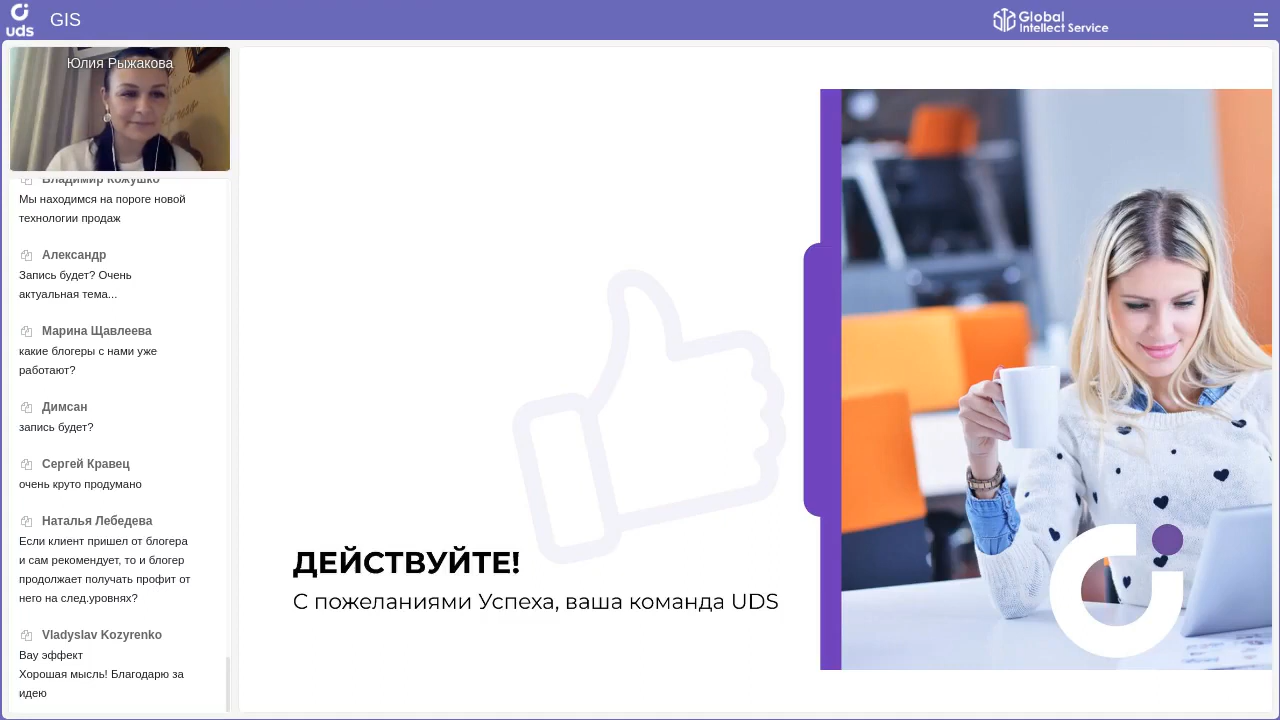 uds
GIS
Global
Intellect Service
Юлия Рыжакова
Владимир Кожушко
Мы находимся на пороге новой
технологии продаж
Александр
Запись будет? Очень
актуальная тема...
Марина Щавлеева
какие блогеры с нами уже
работают?
Димсан
запись будет?
Сергей Кравец
очень круто продумано
Наталья Лебедева
Если клиент пришел от блогера
и сам рекомендует, то и блогер
продолжает получать профит от
него на след.уровнях?
Vladyslav Kozyrenko
Вау эффект
Хорошая мысль! Благодарю за
идею
ДЕЙСТВУЙТЕ!
С пожеланиями Успеха, ваша команда UDS